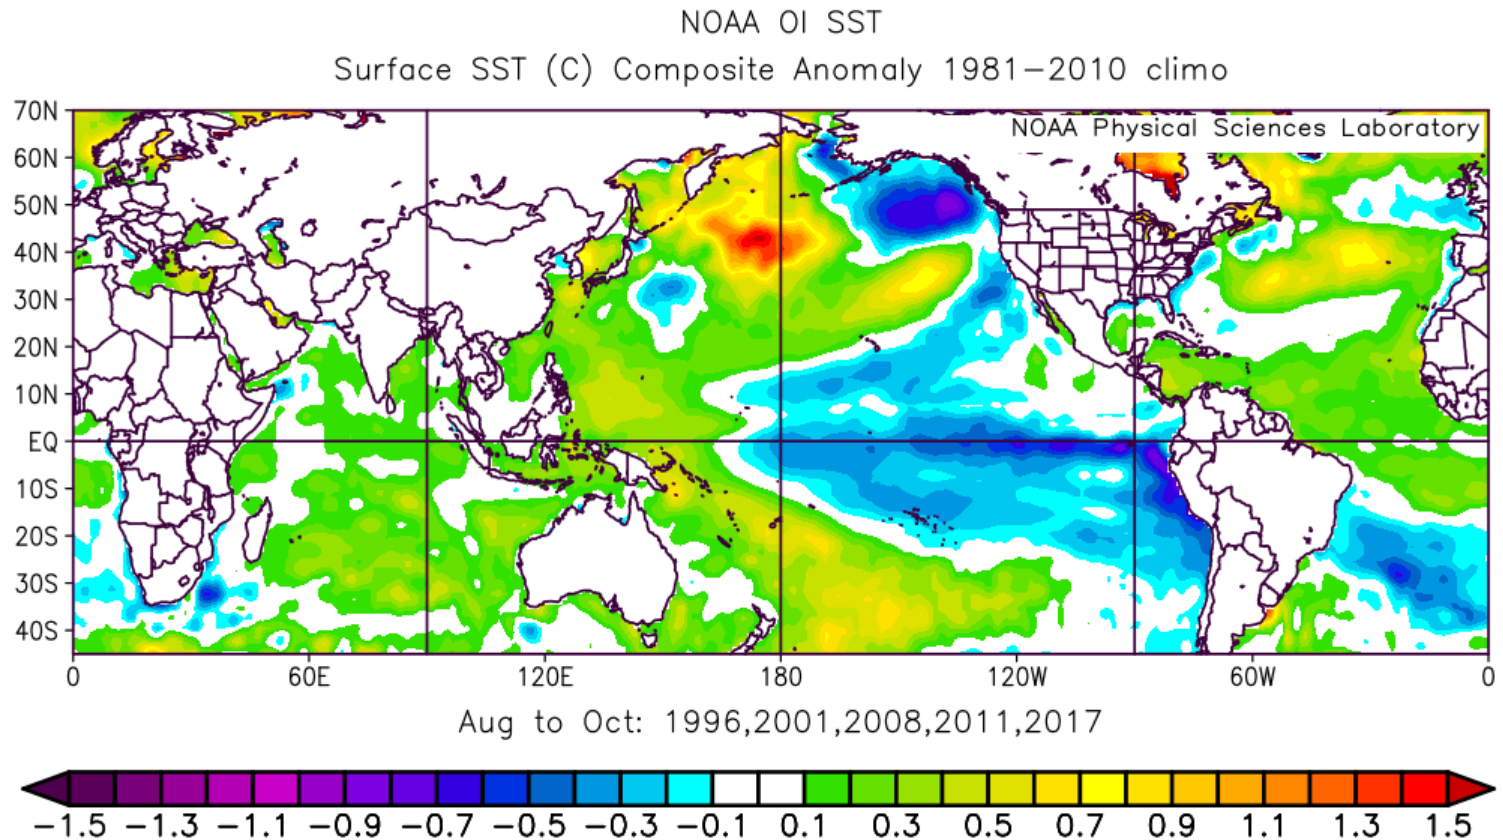 NOAA OI SST
Surface SST (C) Composite Anomaly 1981−2010 climo
NOAA Physical Sciences Laboratory
70N
60N
50N
40N
30N
20N
10N
EQ
10S
20S
30S
40S
0 60E 120E 180 120W 60W 0
Aug to Oct: 1996,2001,2008,2011,2017
−1.5 −1.3 −1.1 −0.9 −0.7 −0.5 −0.3 −0.1 0.1 0.3 0.5 0.7 0.9 1.1 1.3 1.5